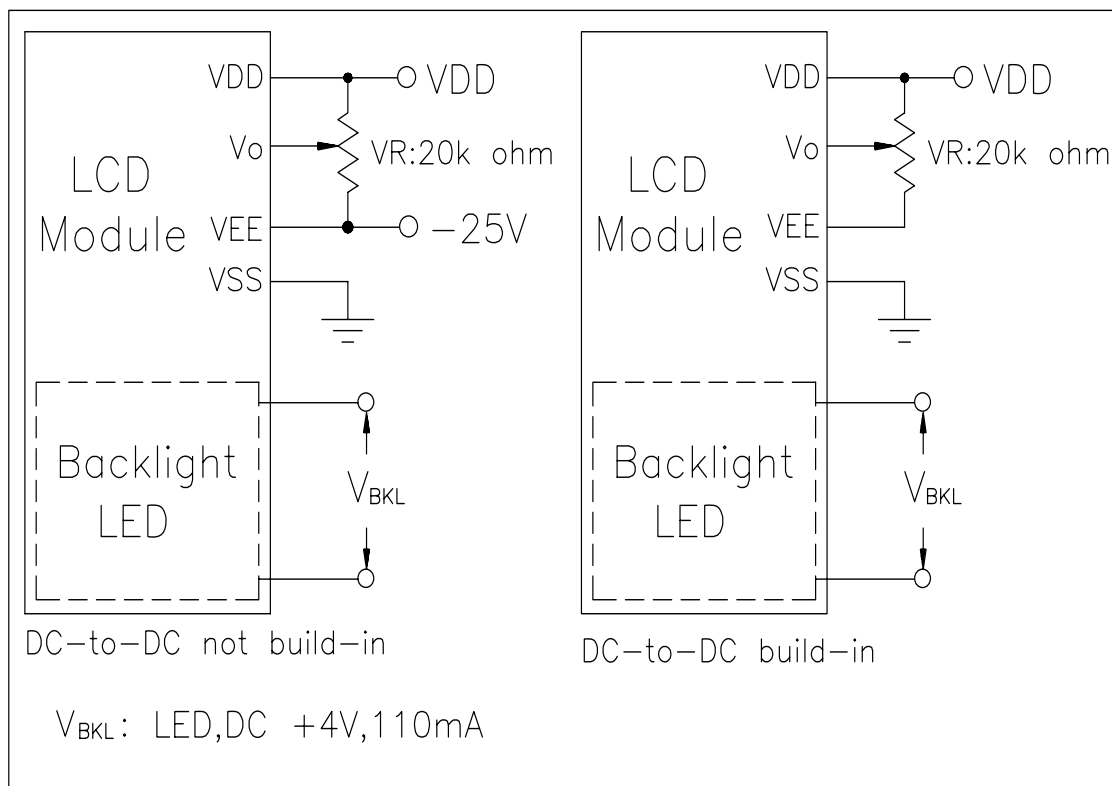 VDD
VDD
Vo
VR:20k ohm
LCD
Module
VEE
-25V
VSS
Backlight
LED
VBKL
DC-to-DC not build-in
VDD
VDD
Vo
VR:20k ohm
LCD
Module
VEE
VSS
Backlight
LED
VBKL
DC-to-DC build-in
VBKL: LED,DC +4V,110mA